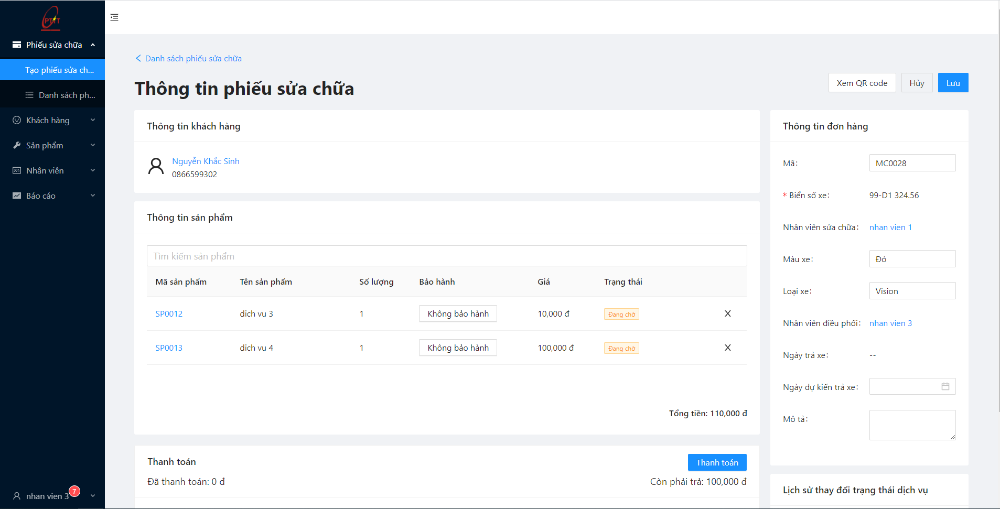 PTIT
Phiếu sửa chữa
Tạo phiếu sửa ch...
Danh sách ph...
Khách hàng
Sản phẩm
Nhân viên
Báo cáo
nhan vien 3
7
Danh sách phiếu sửa chữa
Thông tin phiếu sửa chữa
Xem QR code
Hủy
Lưu
Thông tin khách hàng
Nguyễn Khắc Sinh
0866599302
Thông tin sản phẩm
Tìm kiếm sản phẩm
Mã sản phẩm Tên sản phẩm Số lượng Bảo hành Giá Trạng thái
SP0012 dich vu 3 1 Không bảo hành 10,000 đ Đang chờ X
SP0013 dich vu 4 1 Không bảo hành 100,000 đ Đang chờ X
Tổng tiền: 110,000 đ
Thanh toán
Thanh toán
Đã thanh toán: 0 đ
Còn phải trả: 100,000 đ
Thông tin đơn hàng
Mã: MC0028
* Biển số xe: 99-D1 324.56
Nhân viên sửa chữa: nhan vien 1
Màu xe: Đỏ
Loại xe: Vision
Nhân viên điều phối: nhan vien 3
Ngày trả xe: --
Ngày dự kiến trả xe:
Mô tả:
Lịch sử thay đổi trạng thái dịch vụ